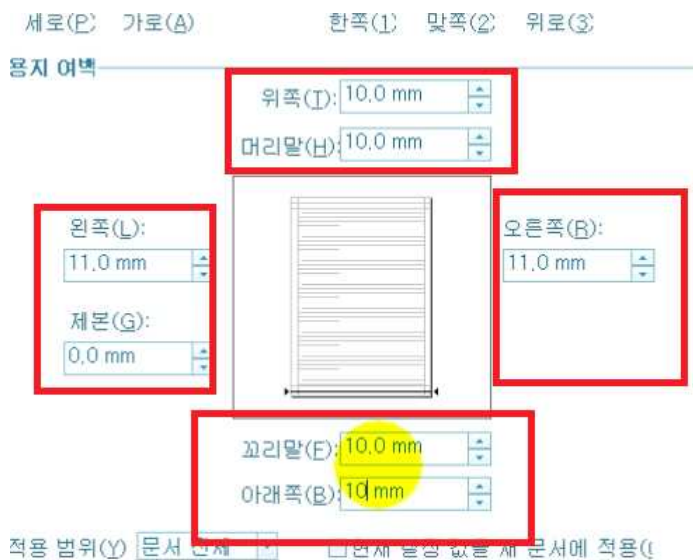 세로(P) 가로(A) 한쪽(1) 맞쪽(2) 위로(3)
용지 여백
위쪽(T): 10,0 mm
머리말(H): 10,0 mm
왼쪽(L): 오른쪽(R):
11,0 mm 11,0 mm
제본(G):
0,0 mm
꼬리말(F): 10,0 mm
아래쪽(B): 10 mm
적용 범위(Y) 문서 전체 문서에 적용(